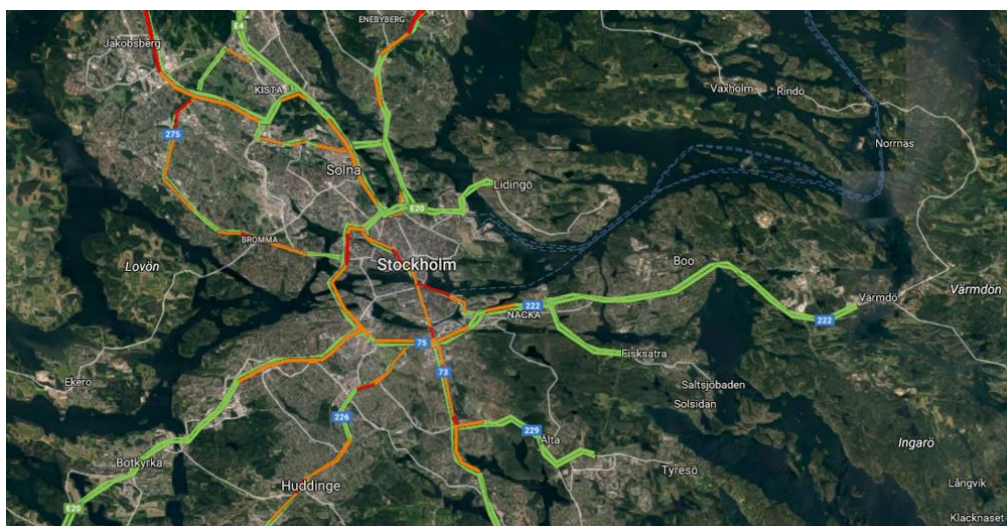 E4
ENEBYBERG
Jakobsberg
KISTA
Vaxholm
Rindö
275
Norrnäs
Solna
Lidingö
E20
BROMMA
Boo
Lovön
Stockholm
Värmdö
Värmdön
222
NACKA
222
75
Fisksätra
73
Ekerö
Saltsjöbaden
Solsidan
226
229
Älta
Ingarö
Botkyrka
Tyresö
Huddinge
Långvik
E20
Klacknäset